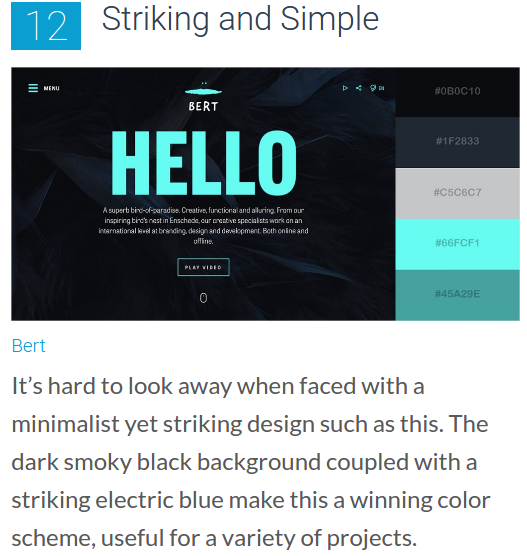 12
Striking and Simple
MENU
EN
BERT
HELLO
A superb bird-of-paradise. Creative, functional and alluring. From our
inspiring bird's nest in Enschede, our creative specialists work on an
international level at branding, design and development. Both online and
offline.
PLAY VIDEO
0
#0B0C10
#1F2833
#C5C6C7
#66FCF1
#45A29E
Bert
It’s hard to look away when faced with a
minimalist yet striking design such as this. The
dark smoky black background coupled with a
striking electric blue make this a winning color
scheme, useful for a variety of projects.